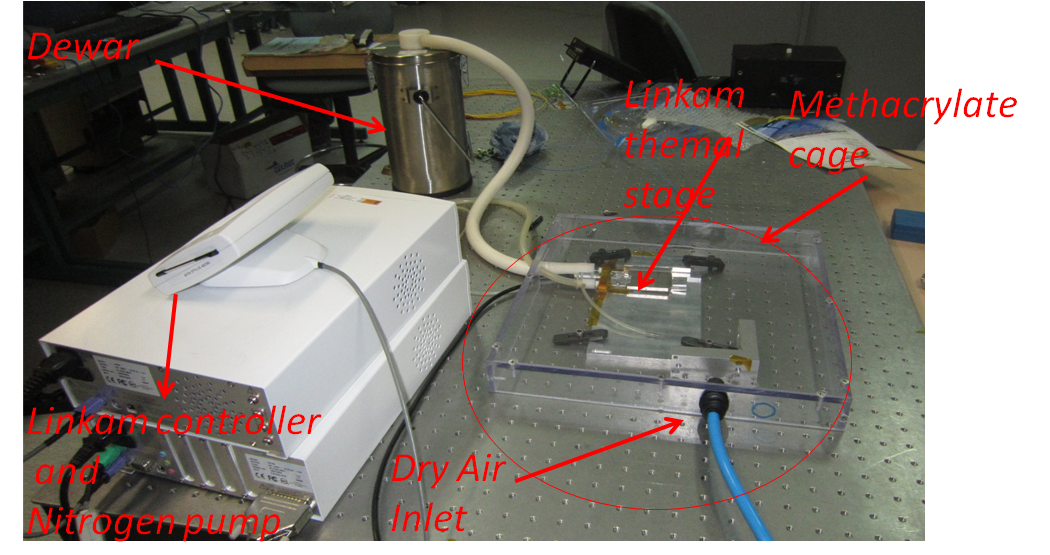 Dewar
Linkam
themal
stage
Methacrylate
cage
Linkam controller
and
Nitrogen pump
Dry Air
Inlet